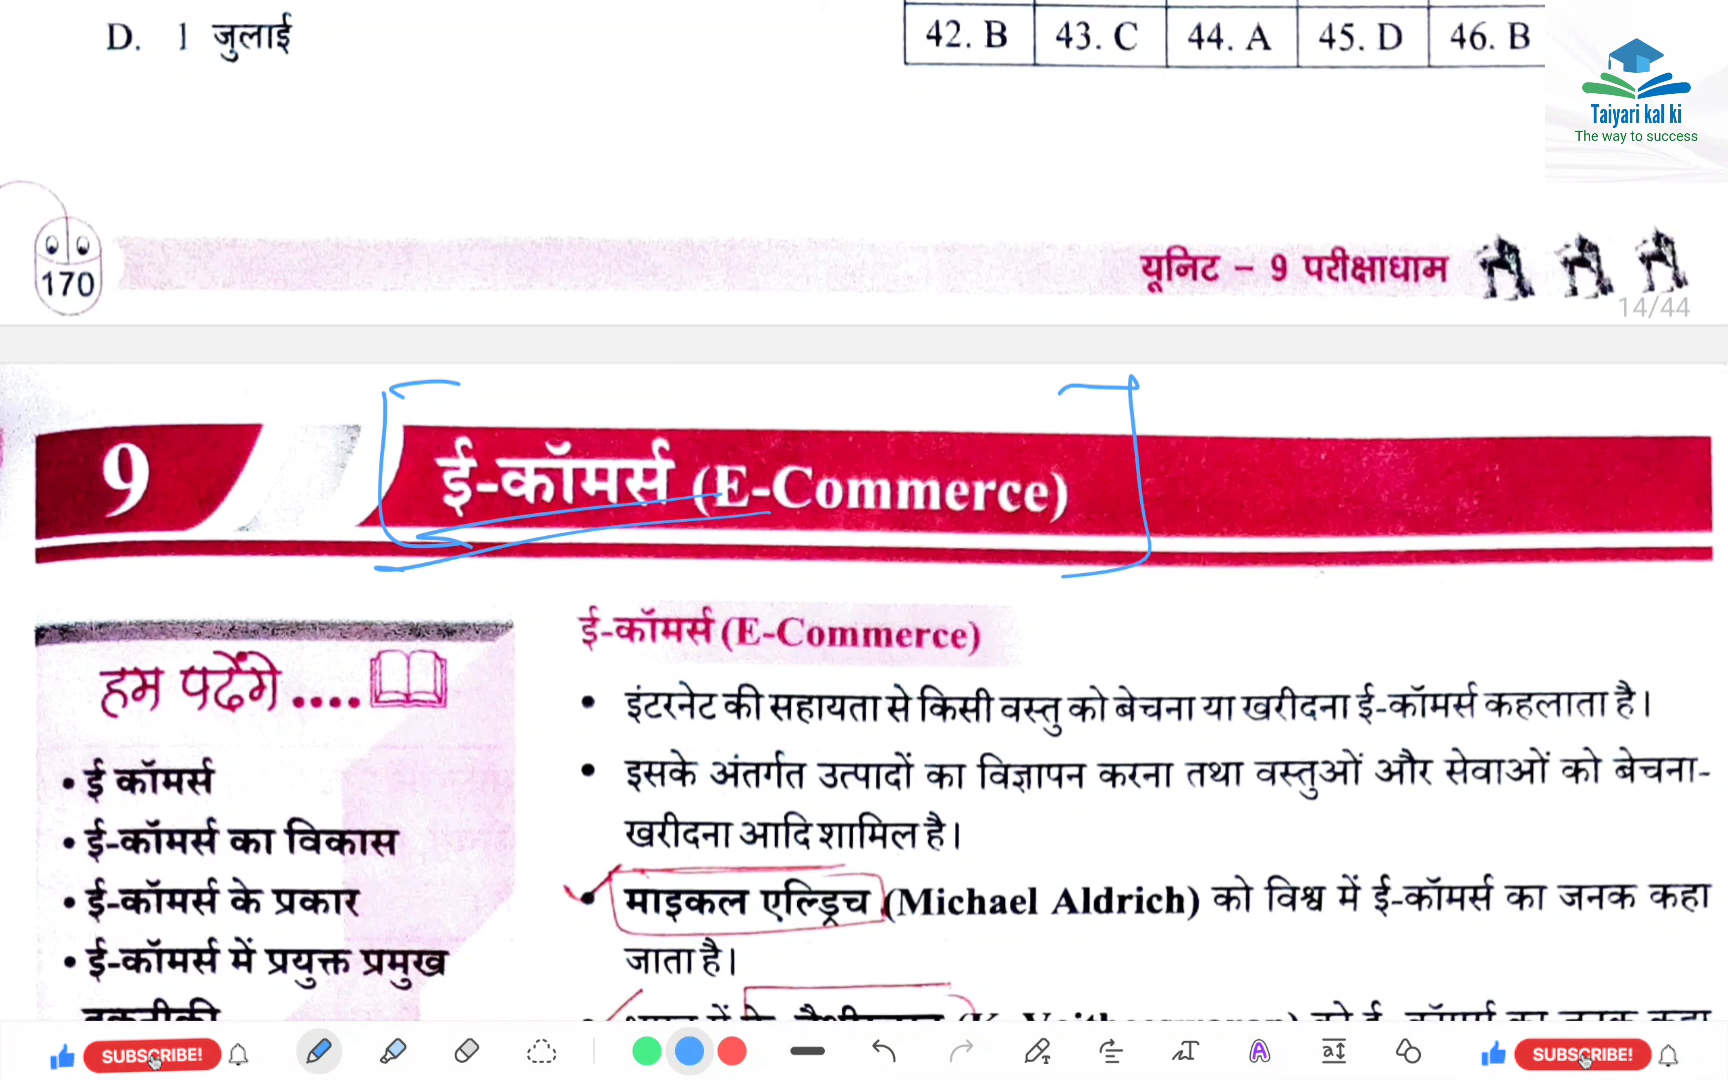 D. 1 जुलाई
42. B 43. C 44. A 45. D 46. B
Taiyari kal ki
The way to success
170
यूनिट – 9 परीक्षाधाम
14/44
9
ई-कॉमर्स (E-Commerce)
हम पढेंगे ....
• ई कॉमर्स
• ई-कॉमर्स का विकास
• ई-कॉमर्स के प्रकार
• ई-कॉमर्स में प्रयुक्त प्रमुख
ई-कॉमर्स (E-Commerce)
• इंटरनेट की सहायता से किसी वस्तु को बेचना या खरीदना ई-कॉमर्स कहलाता है।
• इसके अंतर्गत उत्पादों का विज्ञापन करना तथा वस्तुओं और सेवाओं को बेचना-
खरीदना आदि शामिल है।
• माइकल एल्ड्रिच (Michael Aldrich) को विश्व में ई-कॉमर्स का जनक कहा
जाता है।
SUBSCRIBE!
SUBSCRIBE!